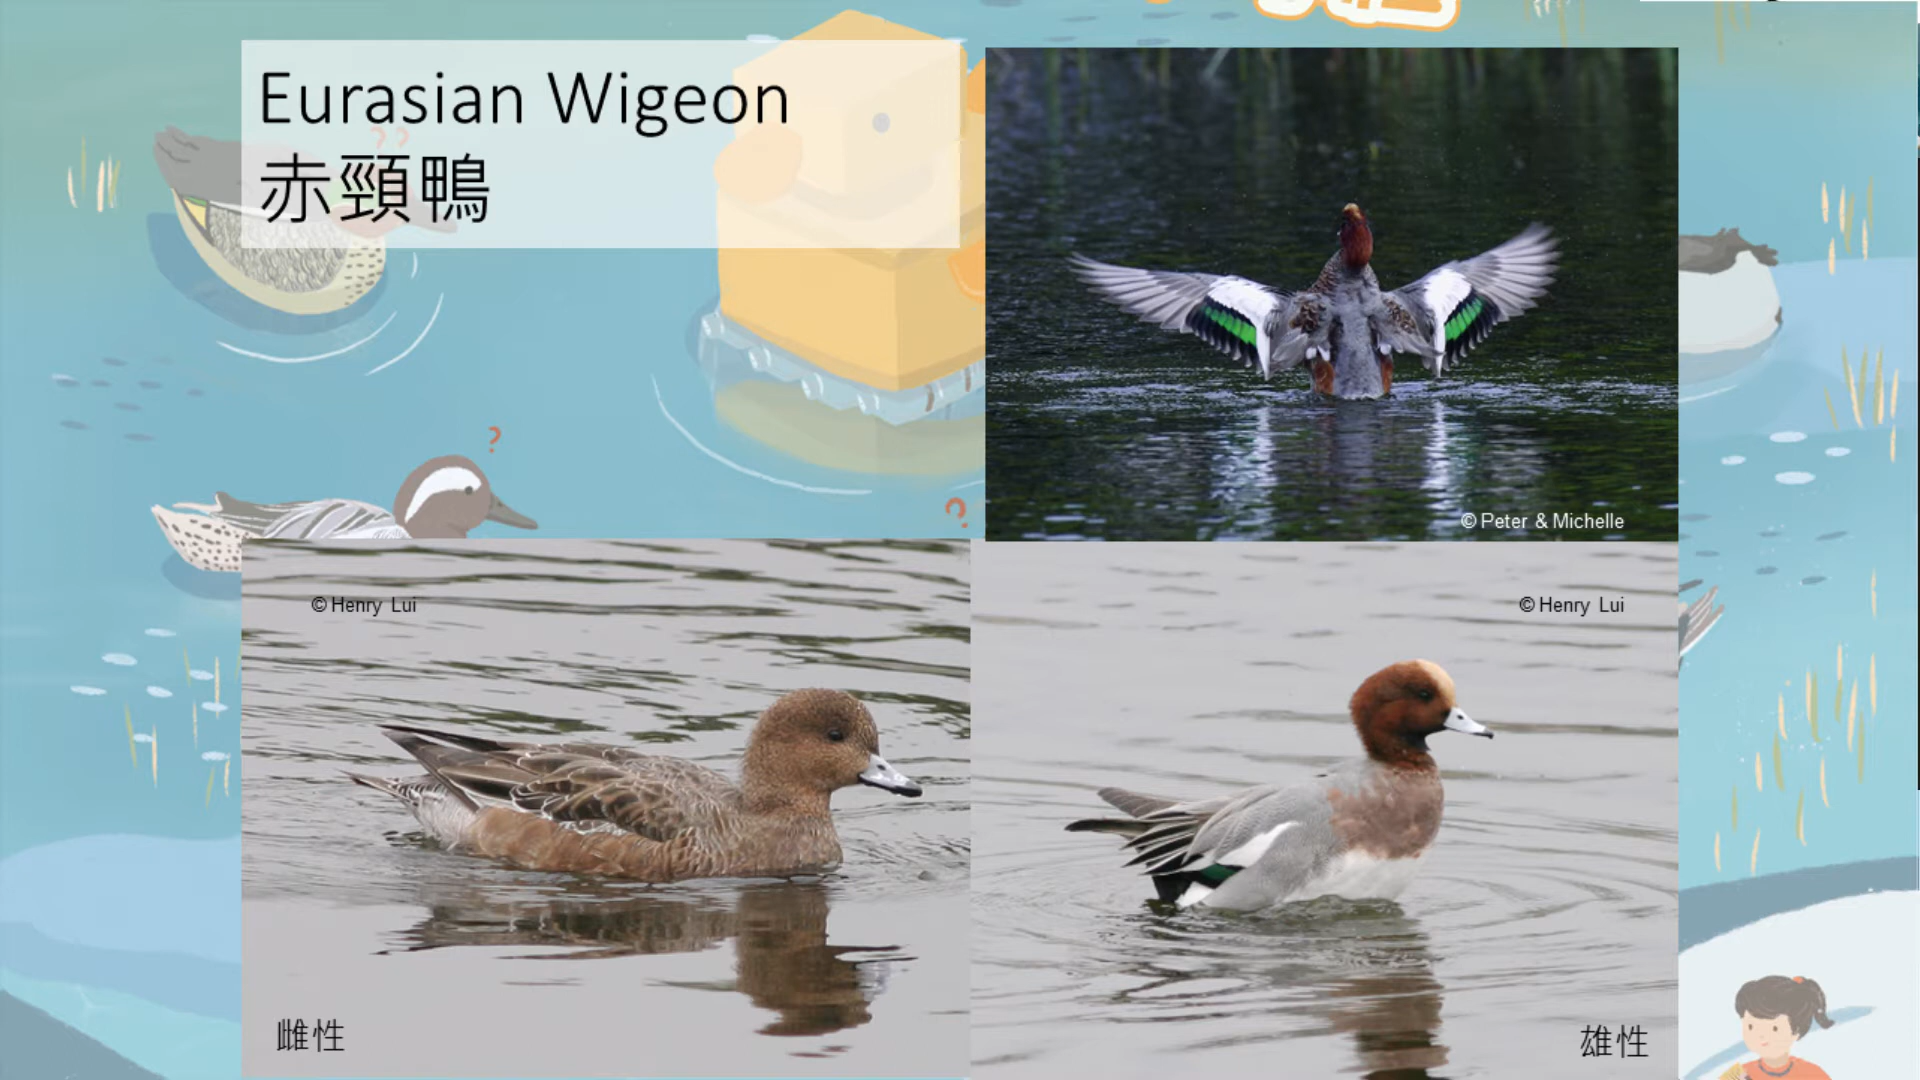 Eurasian Wigeon
赤頸鴨
© Peter & Michelle
© Henry Lui
© Henry Lui
雌性
雄性